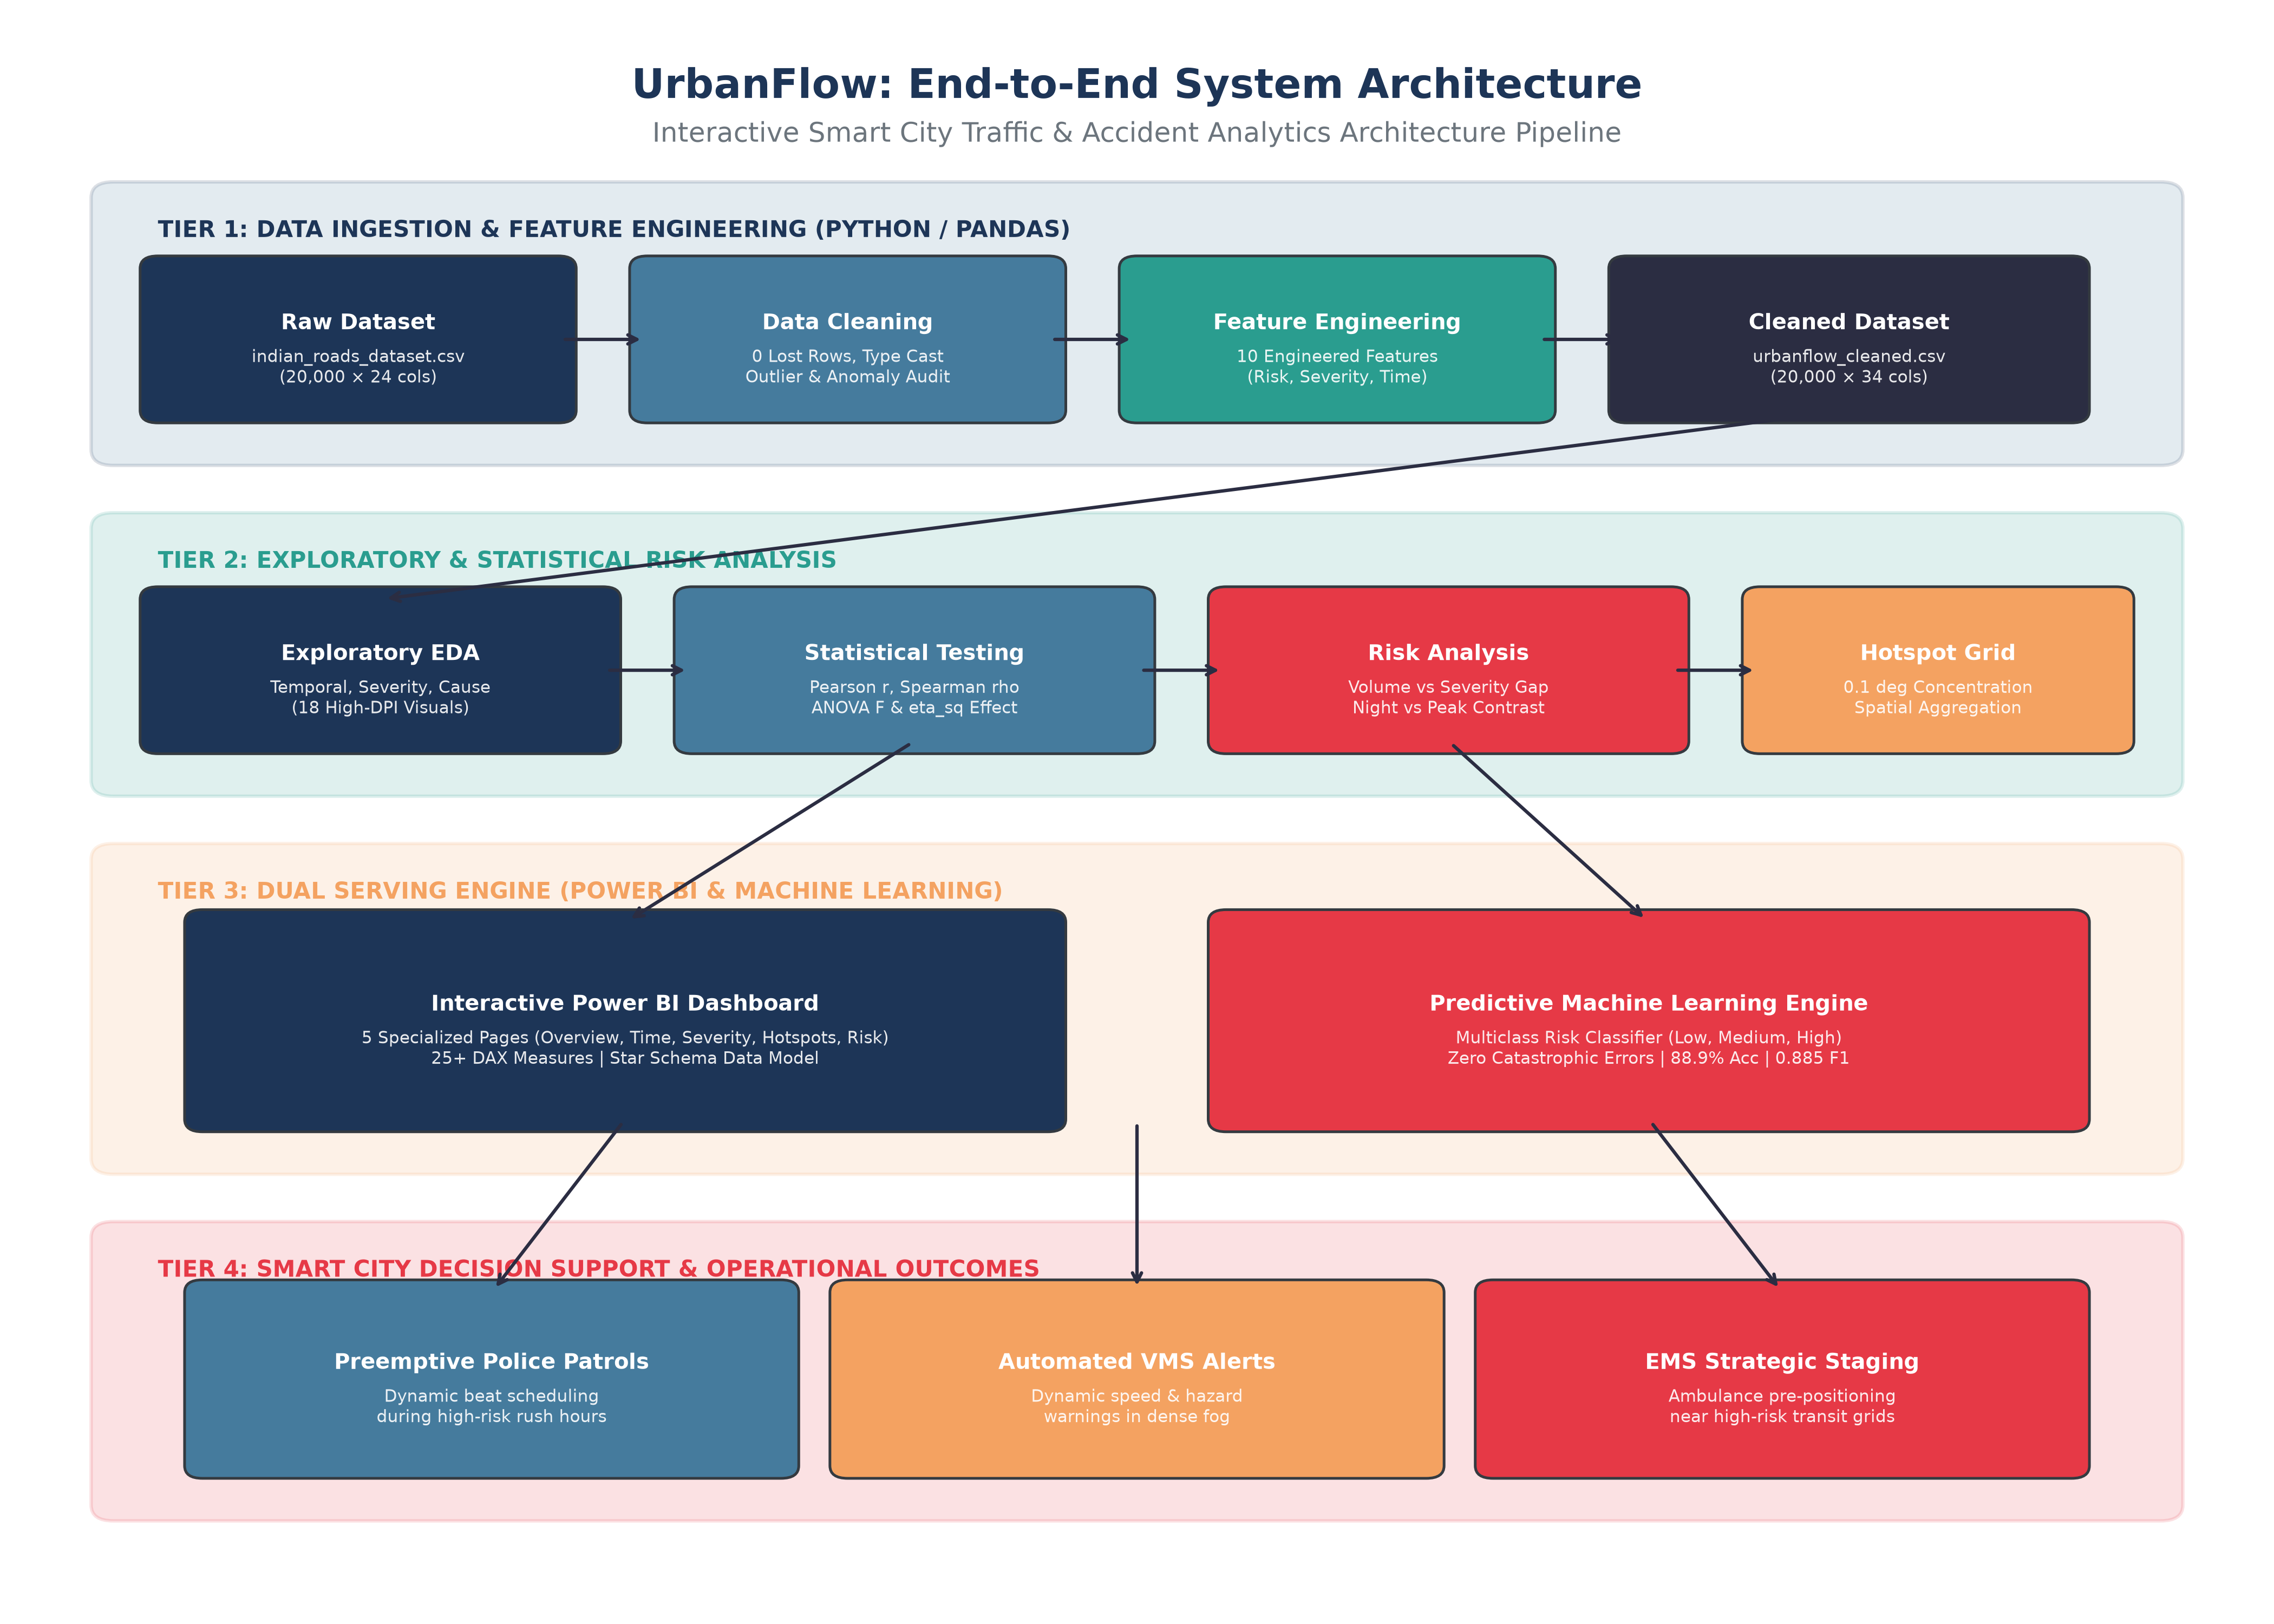 UrbanFlow: End-to-End System Architecture
Interactive Smart City Traffic & Accident Analytics Architecture Pipeline
TIER 1: DATA INGESTION & FEATURE ENGINEERING (PYTHON / PANDAS)
Raw Dataset
indian_roads_dataset.csv
(20,000 × 24 cols)
Data Cleaning
0 Lost Rows, Type Cast
Outlier & Anomaly Audit
Feature Engineering
10 Engineered Features
(Risk, Severity, Time)
Cleaned Dataset
urbanflow_cleaned.csv
(20,000 × 34 cols)
TIER 2: EXPLORATORY & STATISTICAL RISK ANALYSIS
Exploratory EDA
Temporal, Severity, Cause
(18 High-DPI Visuals)
Statistical Testing
Pearson r, Spearman rho
ANOVA F & eta_sq Effect
Risk Analysis
Volume vs Severity Gap
Night vs Peak Contrast
Hotspot Grid
0.1 deg Concentration
Spatial Aggregation
TIER 3: DUAL SERVING ENGINE (POWER BI & MACHINE LEARNING)
Interactive Power BI Dashboard
5 Specialized Pages (Overview, Time, Severity, Hotspots, Risk)
25+ DAX Measures | Star Schema Data Model
Predictive Machine Learning Engine
Multiclass Risk Classifier (Low, Medium, High)
Zero Catastrophic Errors | 88.9% Acc | 0.885 F1
TIER 4: SMART CITY DECISION SUPPORT & OPERATIONAL OUTCOMES
Preemptive Police Patrols
Dynamic beat scheduling
during high-risk rush hours
Automated VMS Alerts
Dynamic speed & hazard
warnings in dense fog
EMS Strategic Staging
Ambulance pre-positioning
near high-risk transit grids